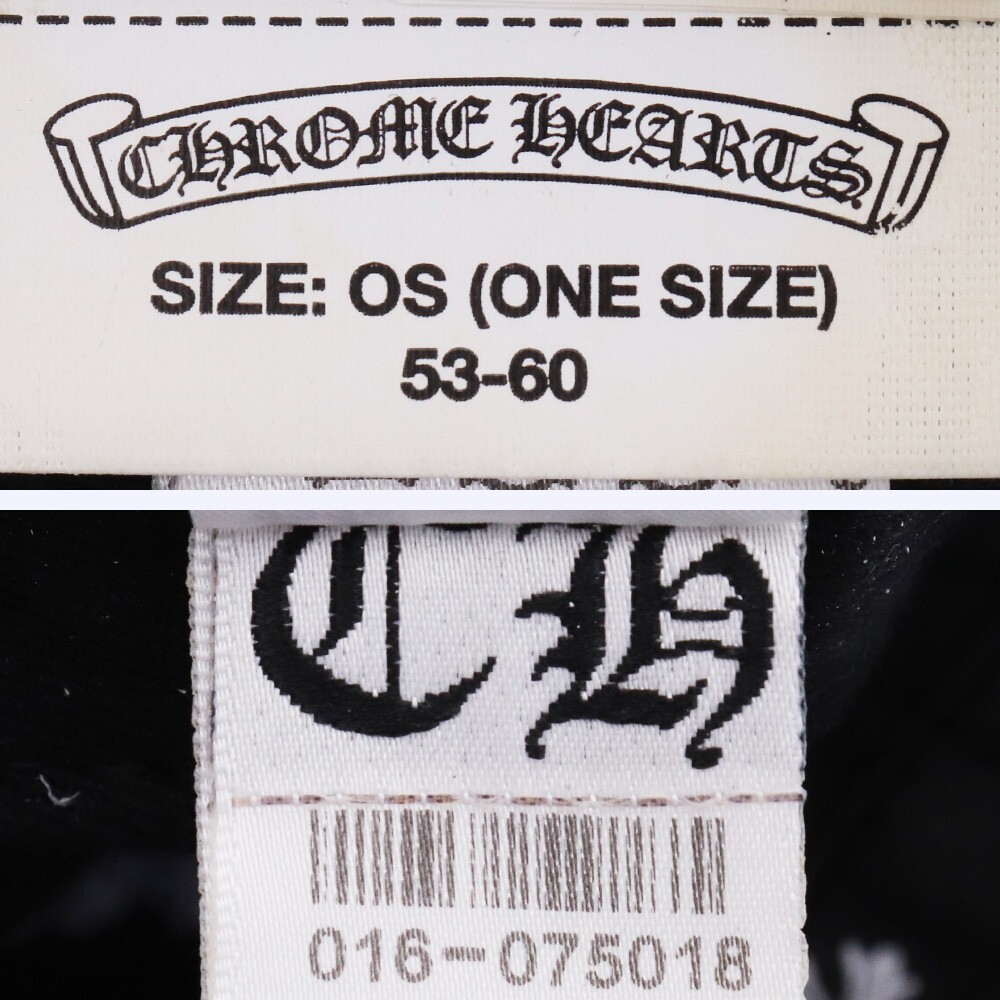 CHROME HEARTS
SIZE: OS (ONE SIZE)
53-60
CH
016-075018